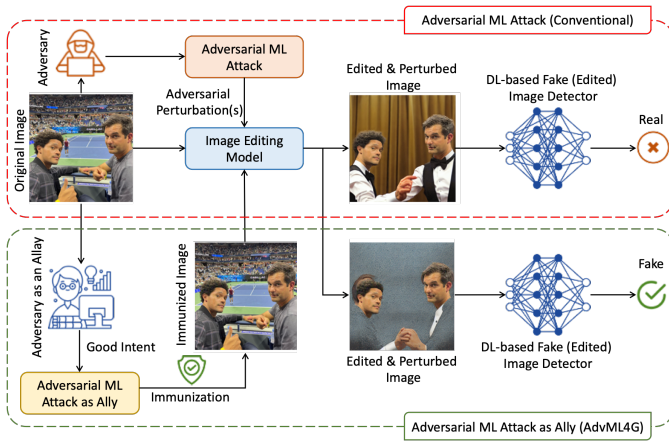 Adversarial ML Attack (Conventional)
Adversary
Adversarial ML
Attack
Adversarial
Perturbation(s)
Original Image
Image Editing
Model
Edited & Perturbed
Image
DL-based Fake (Edited)
Image Detector
Real
Adversary as an Allay
Good Intent
Adversarial ML
Attack as Ally
Immunization
Immunized Image
Edited & Perturbed
Image
DL-based Fake (Edited)
Image Detector
Fake
Adversarial ML Attack as Ally (AdvML4G)